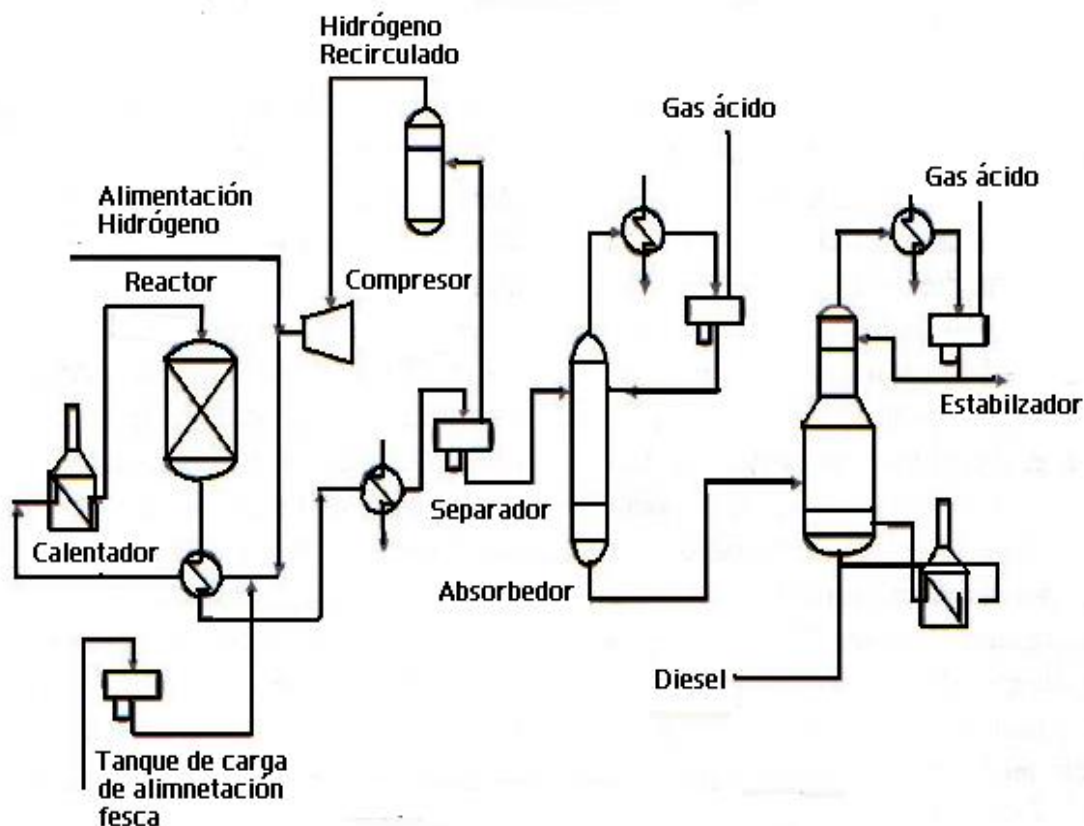 Hidrógeno
Recirculado
Gas ácido
Gas ácido
Alimentación
Hidrógeno
Reactor
Compresor
Estabilzador
Separador
Calentador
Absorbedor
Diesel
Tanque de carga
de alimnetación
fesca